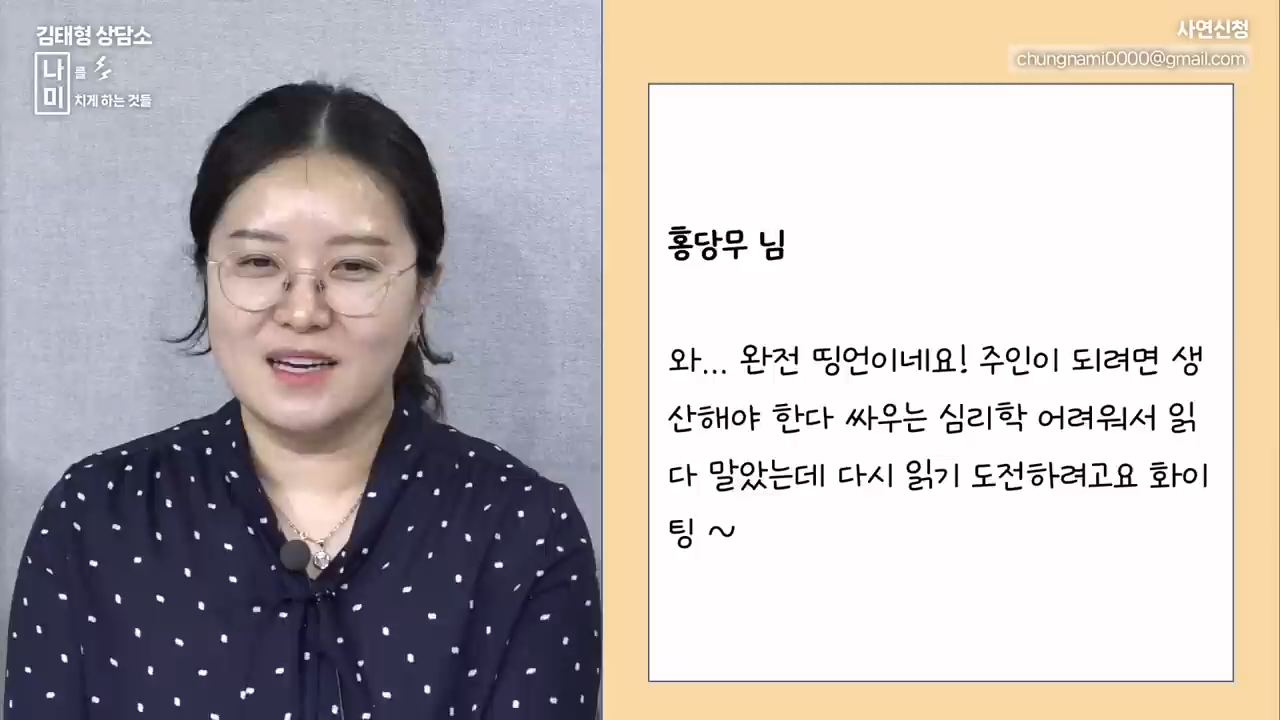 김태형 상담소
나를
미치게 하는 것들
사연신청
chungnami0000@gmail.com
홍당무 님
와... 완전 띵언이네요! 주인이 되려면 생
산해야 한다 싸우는 심리학 어려워서 읽
다 말았는데 다시 읽기 도전하려고요 화이
팅 ~